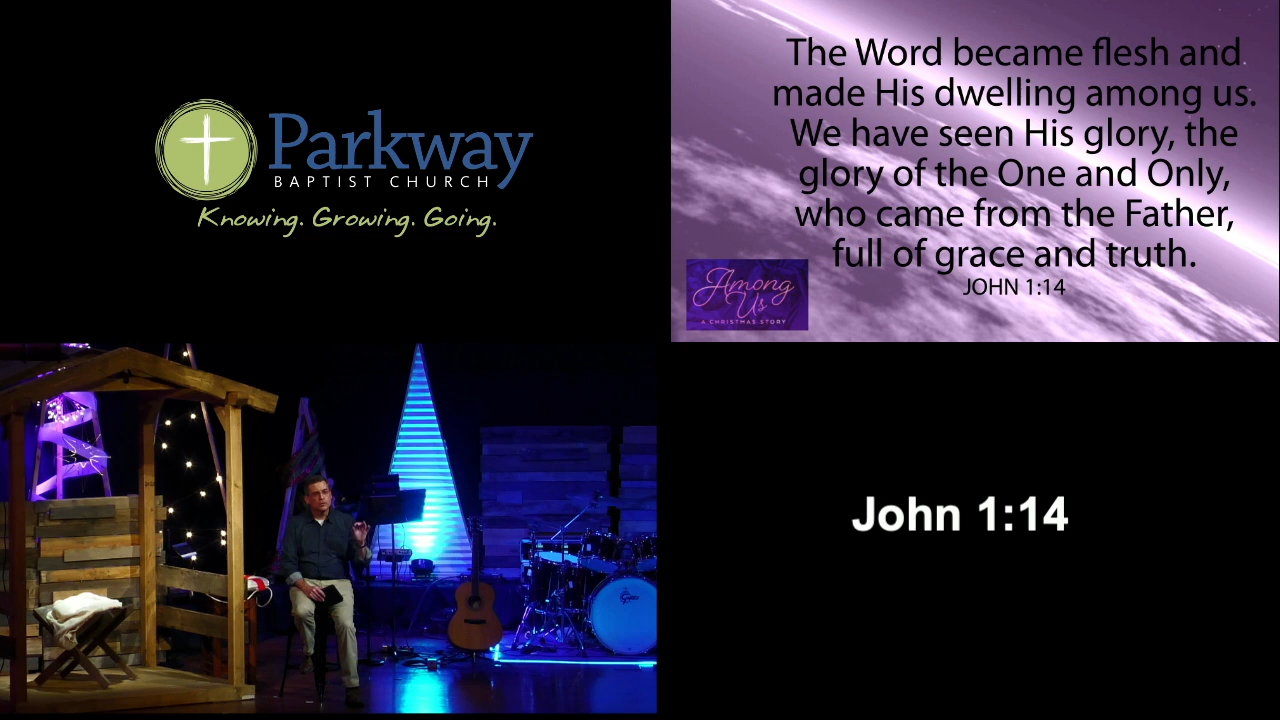 Parkway
BAPTIST CHURCH
Knowing. Growing. Going.
The Word became flesh and
made His dwelling among us.
We have seen His glory, the
glory of the One and Only,
who came from the Father,
full of grace and truth.
JOHN 1:14
Among
Us
A CHRISTMAS STORY
John 1:14